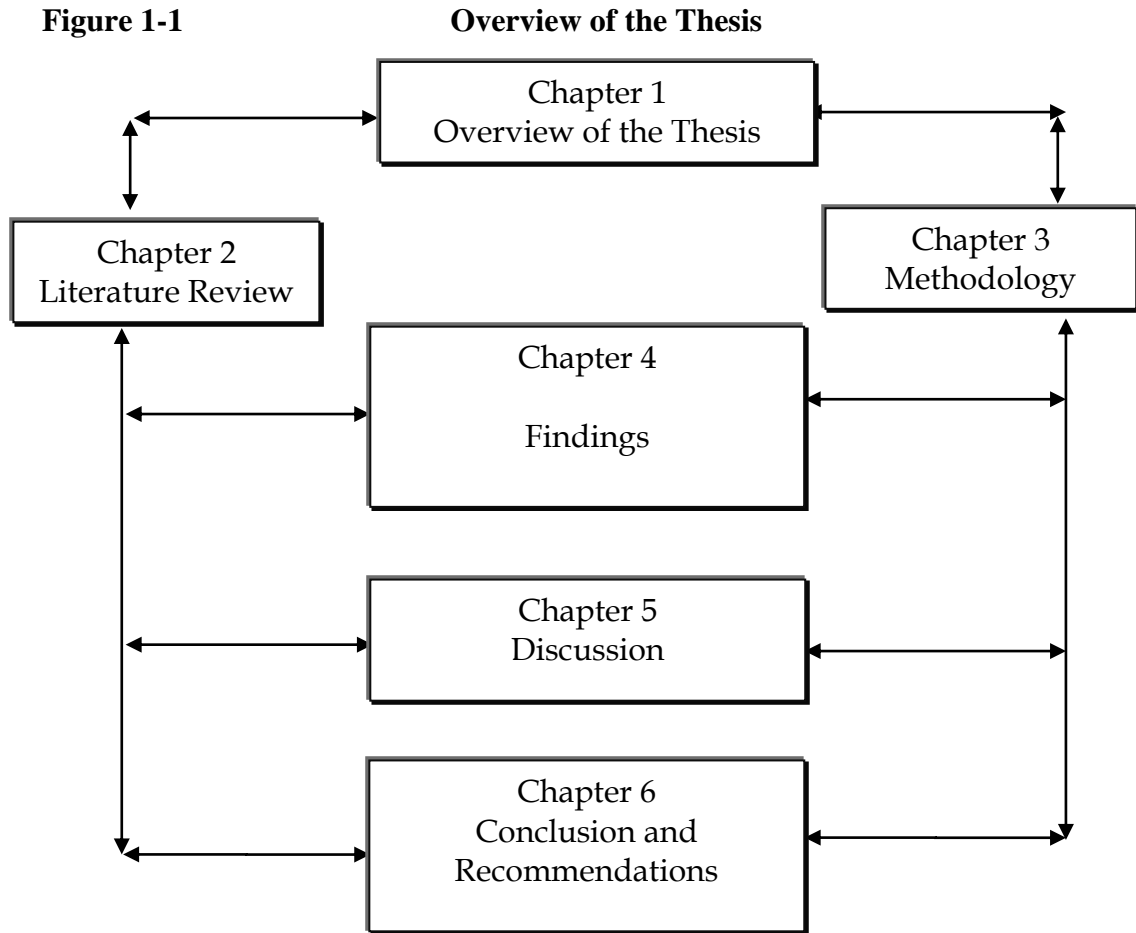 Figure 1-1 Overview of the Thesis
Chapter 1
Overview of the Thesis
Chapter 2
Literature Review
Chapter 3
Methodology
Chapter 4
Findings
Chapter 5
Discussion
Chapter 6
Conclusion and
Recommendations